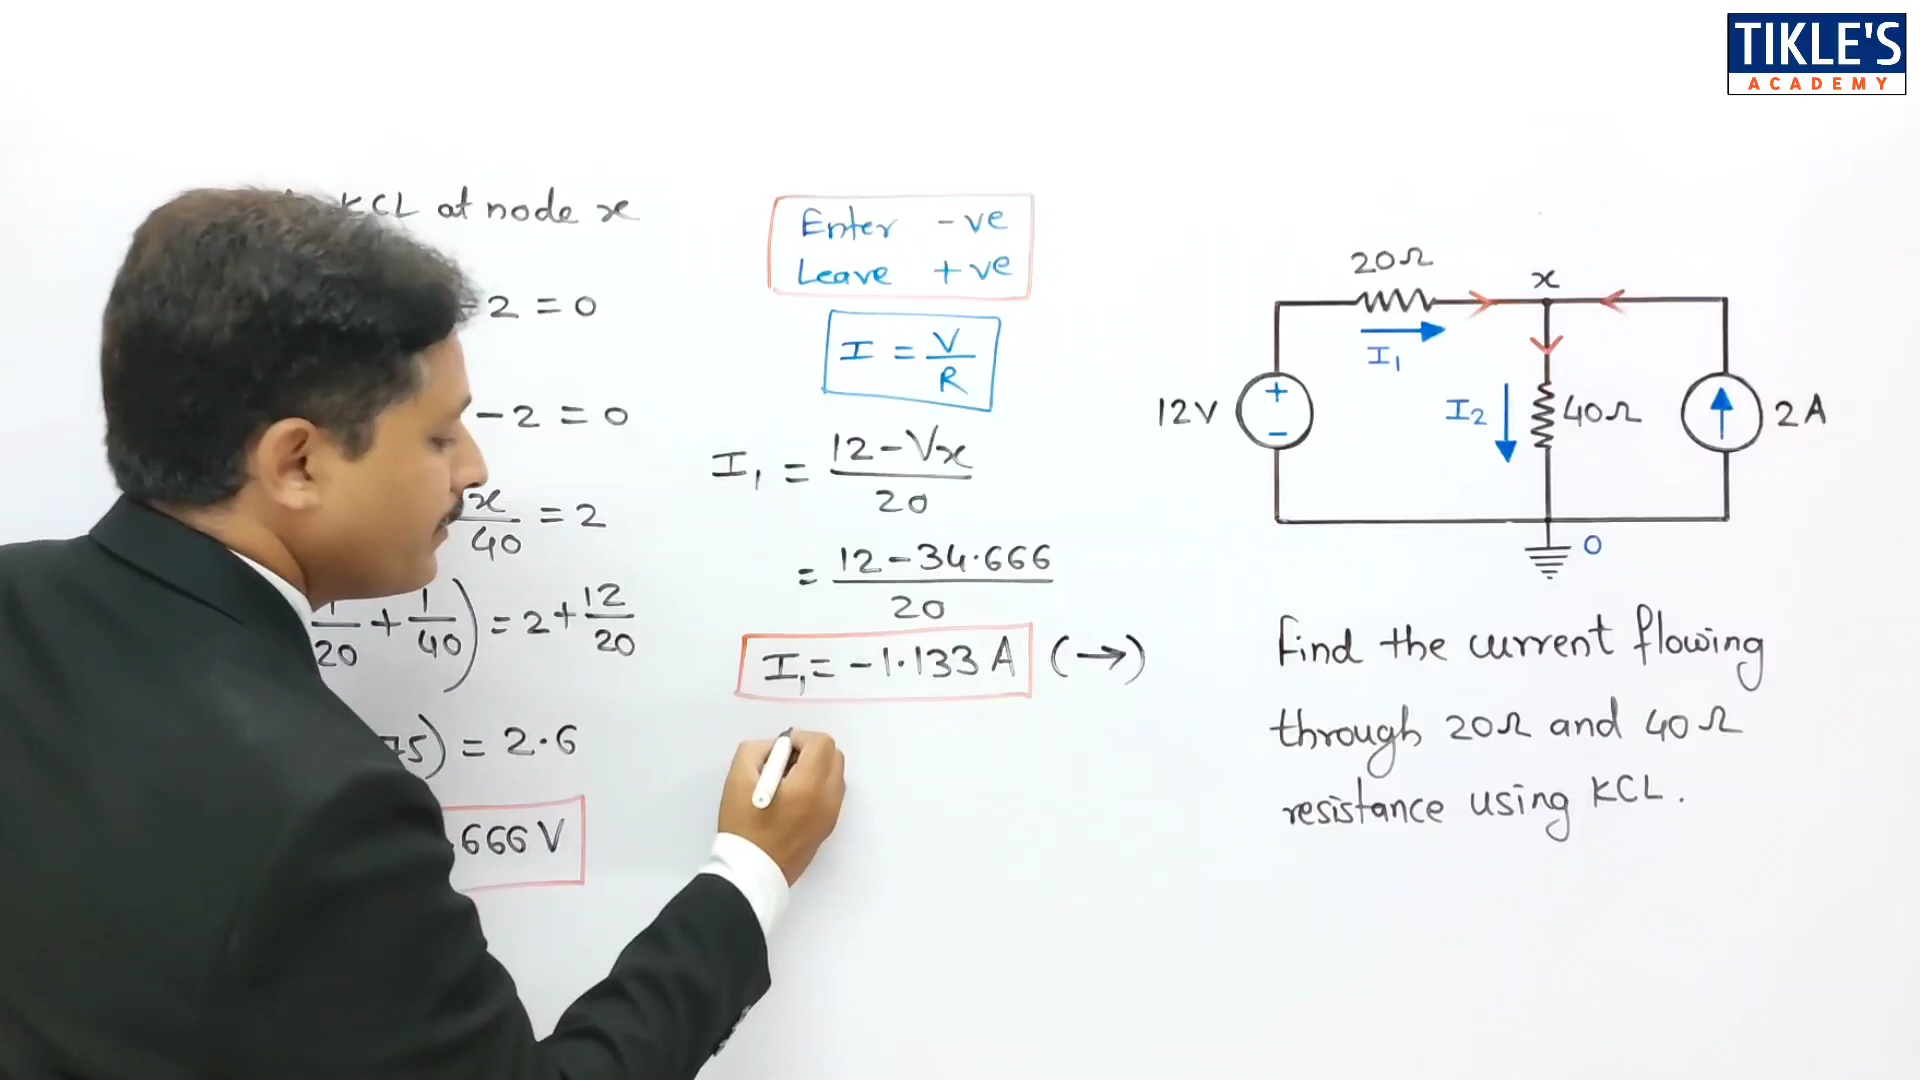 TIKLE'S
ACADEMY
KCL at node x
2 = 0
- 2 = 0
x/40 = 2
1/20 + 1/40) = 2 + 12/20
75) = 2.6
.666 V
Enter -ve
Leave +ve
I = V/R
I₁ = 12 - Vx/20
= 12 - 34.666/20
I₁ = -1.133 A (→)
20Ω
x
I₁
12V
+
-
I₂
40Ω
2 A
0
Find the current flowing
through 20Ω and 40Ω
resistance using KCL.